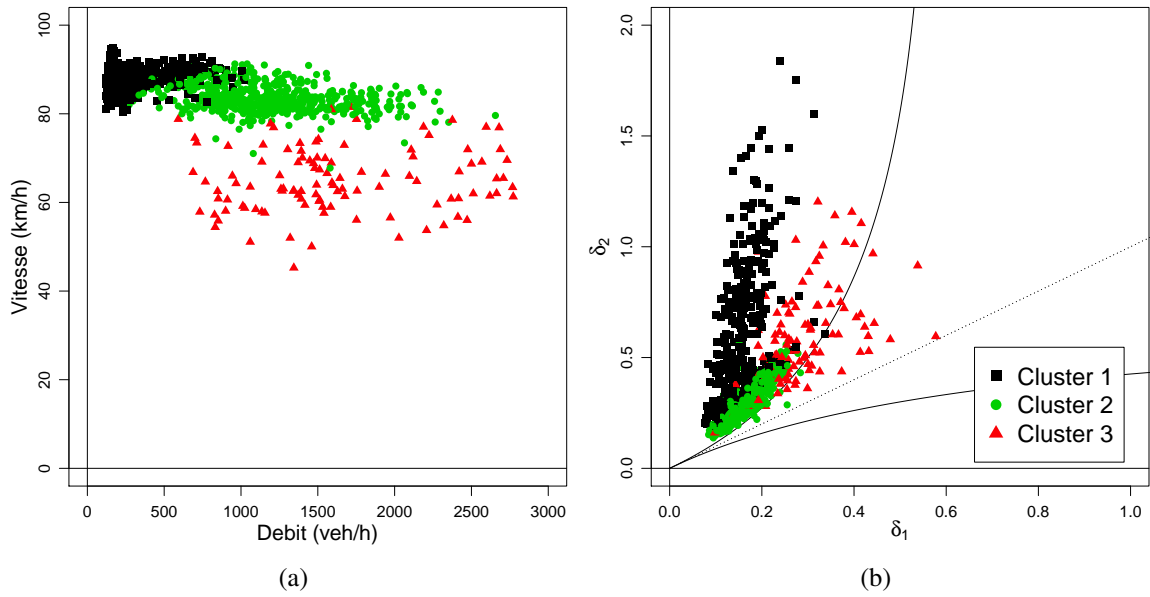 100
80
60
40
20
0
Vitesse (km/h)
0 500 1000 1500 2000 2500 3000
Debit (veh/h)
(a)
2.0
1.5
1.0
0.5
0.0
δ2
Cluster 1
Cluster 2
Cluster 3
0.0 0.2 0.4 0.6 0.8 1.0
δ1
(b)